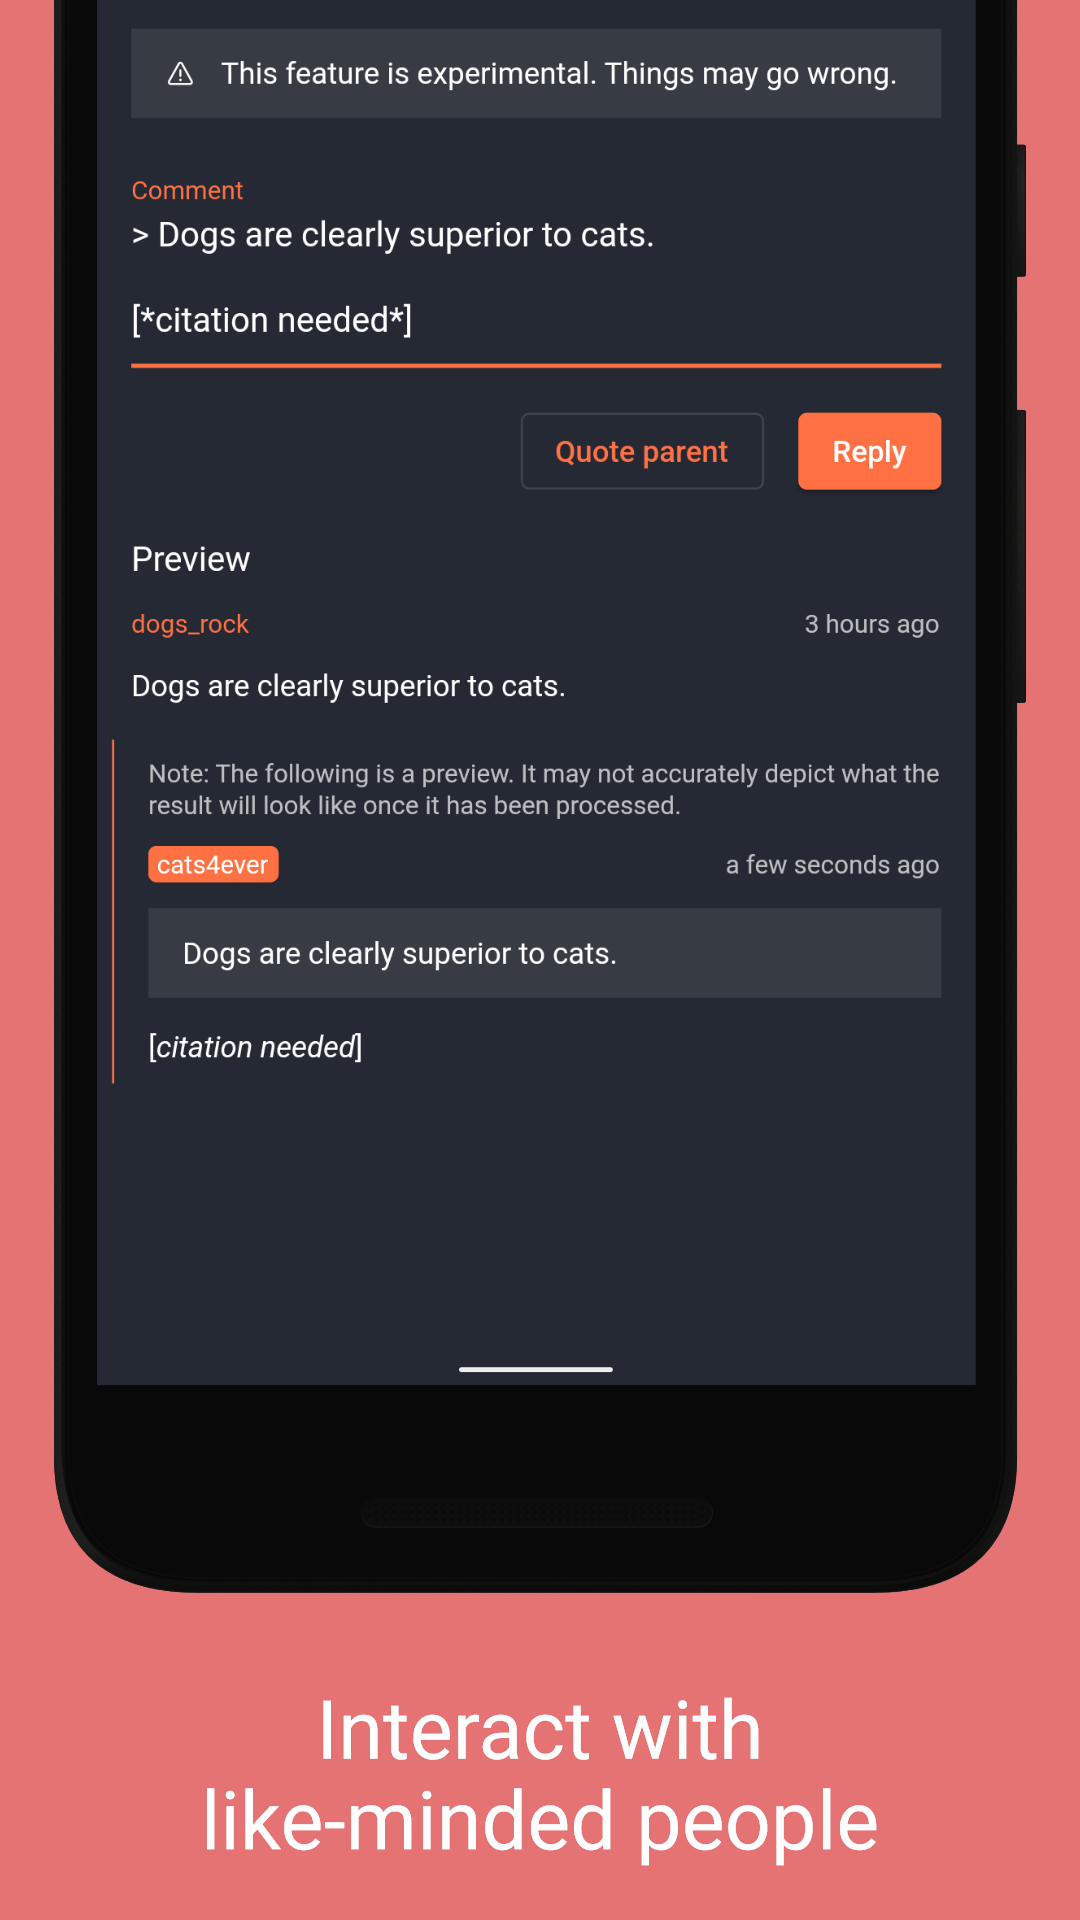 This feature is experimental. Things may go wrong.
Comment
> Dogs are clearly superior to cats.
[*citation needed*]
Quote parent
Reply
Preview
dogs_rock
3 hours ago
Dogs are clearly superior to cats.
Note: The following is a preview. It may not accurately depict what the
result will look like once it has been processed.
cats4ever
a few seconds ago
Dogs are clearly superior to cats.
[citation needed]
Interact with
like-minded people